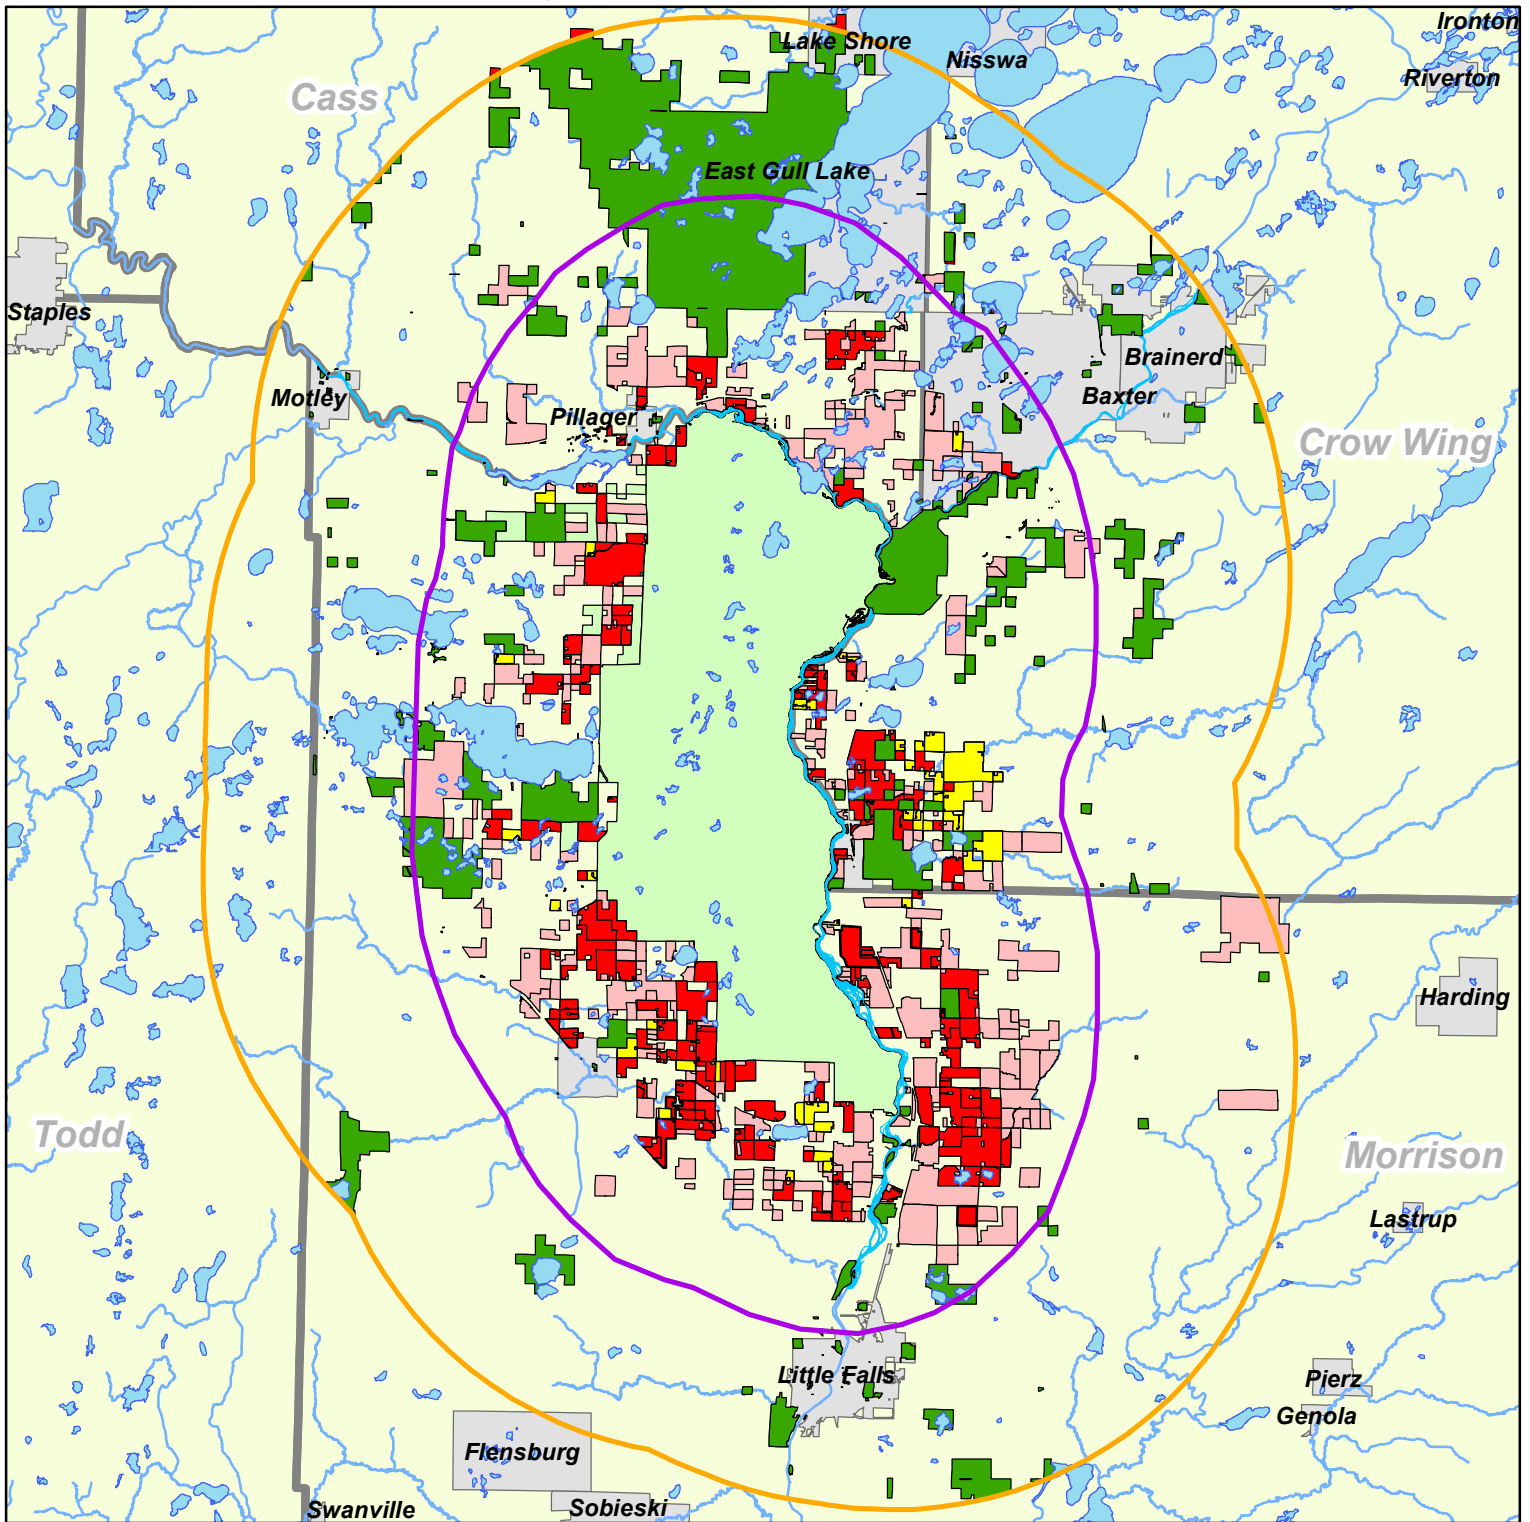 Ironton
Lake Shore
Nisswa
Riverton
Cass
East Gull Lake
Staples
Brainerd
Motley
Baxter
Pillager
Crow Wing
Harding
Todd
Morrison
Lastrup
Little Falls
Pierz
Genola
Flensburg
Sobieski
Swanville